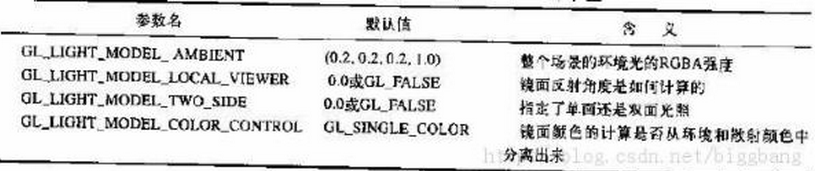 参数名 默认值 含 义
GL_LIGHT_MODEL_AMBIENT (0.2, 0.2, 0.2, 1.0) 整个场景的环境光的RGBA强度
GL_LIGHT_MODEL_LOCAL_VIEWER 0.0或GL_FALSE 镜面反射角度是如何计算的
GL_LIGHT_MODEL_TWO_SIDE 0.0或GL_FALSE 指定了单面还是双面光照
GL_LIGHT_MODEL_COLOR_CONTROL GL_SINGLE_COLOR 镜面颜色的计算是否从环境和散射颜色中
分离出来
http://blog.csdn.net/biggbang